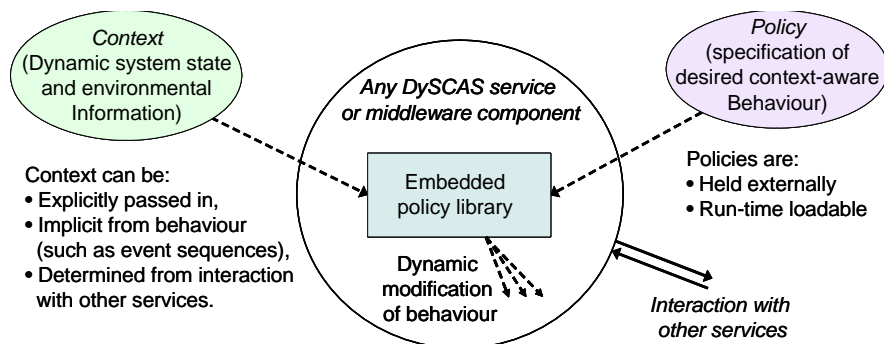 Context
(Dynamic system state
and environmental
Information)
Policy
(specification of
desired context-aware
Behaviour)
Any DySCAS service
or middleware component
Embedded
policy library
Context can be:
• Explicitly passed in,
• Implicit from behaviour
(such as event sequences),
• Determined from interaction
with other services.
Policies are:
• Held externally
• Run-time loadable
Dynamic
modification
of behaviour
Interaction with
other services